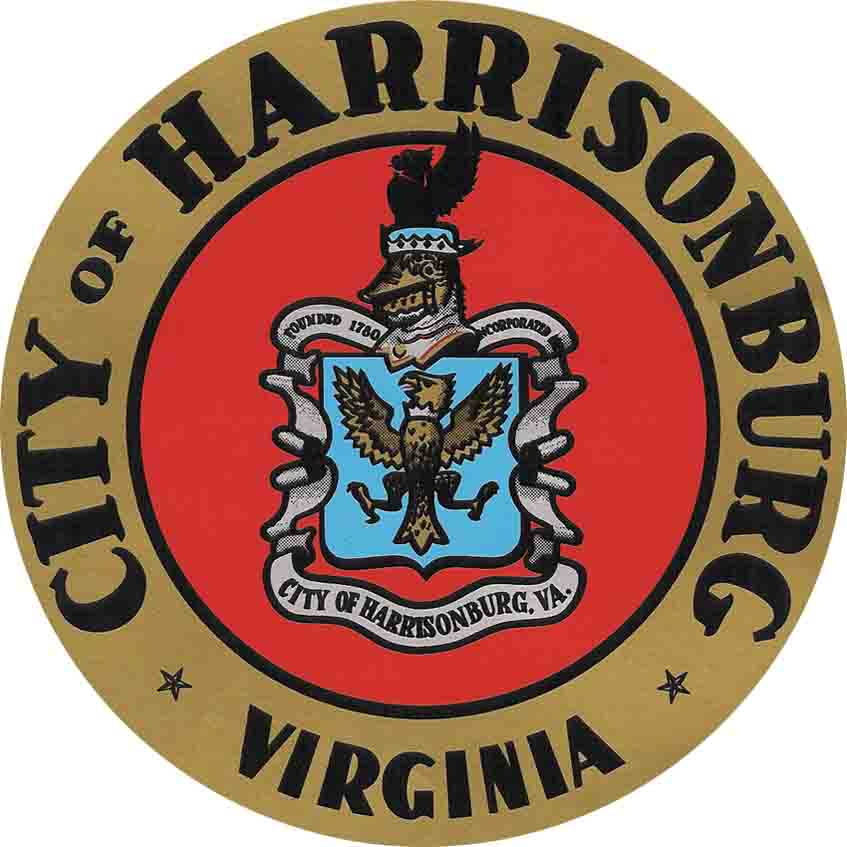 CITY OF HARRISONBURG
FOUNDED 1780
INCORPORATED
CITY OF HARRISONBURG, VA.
VIRGINIA